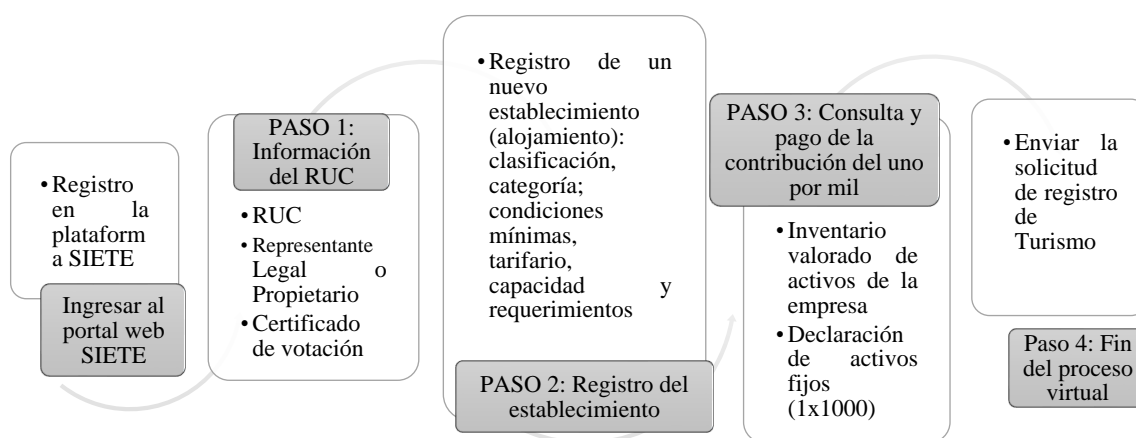 • Registro
en la
plataform
a SIETE
Ingresar al
portal web
SIETE
PASO 1:
Información
del RUC
• RUC
• Representante
Legal o
Propietario
• Certificado
de votación
• Registro de un
nuevo
establecimiento
(alojamiento):
clasificación,
categoría;
condiciones
mínimas,
tarifario,
capacidad y
requerimientos
PASO 2: Registro del
establecimiento
PASO 3: Consulta y
pago de la
contribución del uno
por mil
• Inventario
valorado de
activos de la
empresa
• Declaración
de activos
fijos
(1x1000)
• Enviar la
solicitud
de registro
de
Turismo
Paso 4: Fin
del proceso
virtual